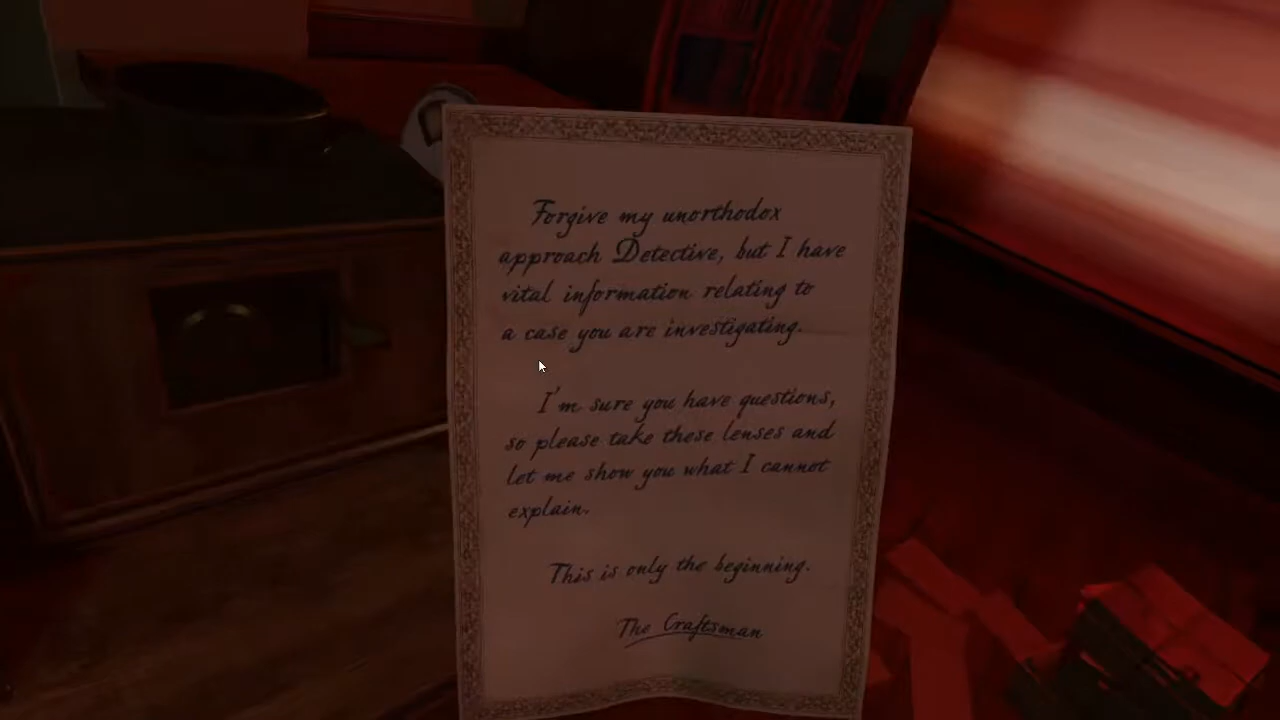 Forgive my unorthodox
approach Detective, but I have
vital information relating to
a case you are investigating.
I'm sure you have questions,
so please take these lenses and
let me show you what I cannot
explain.
This is only the beginning.
The Craftsman